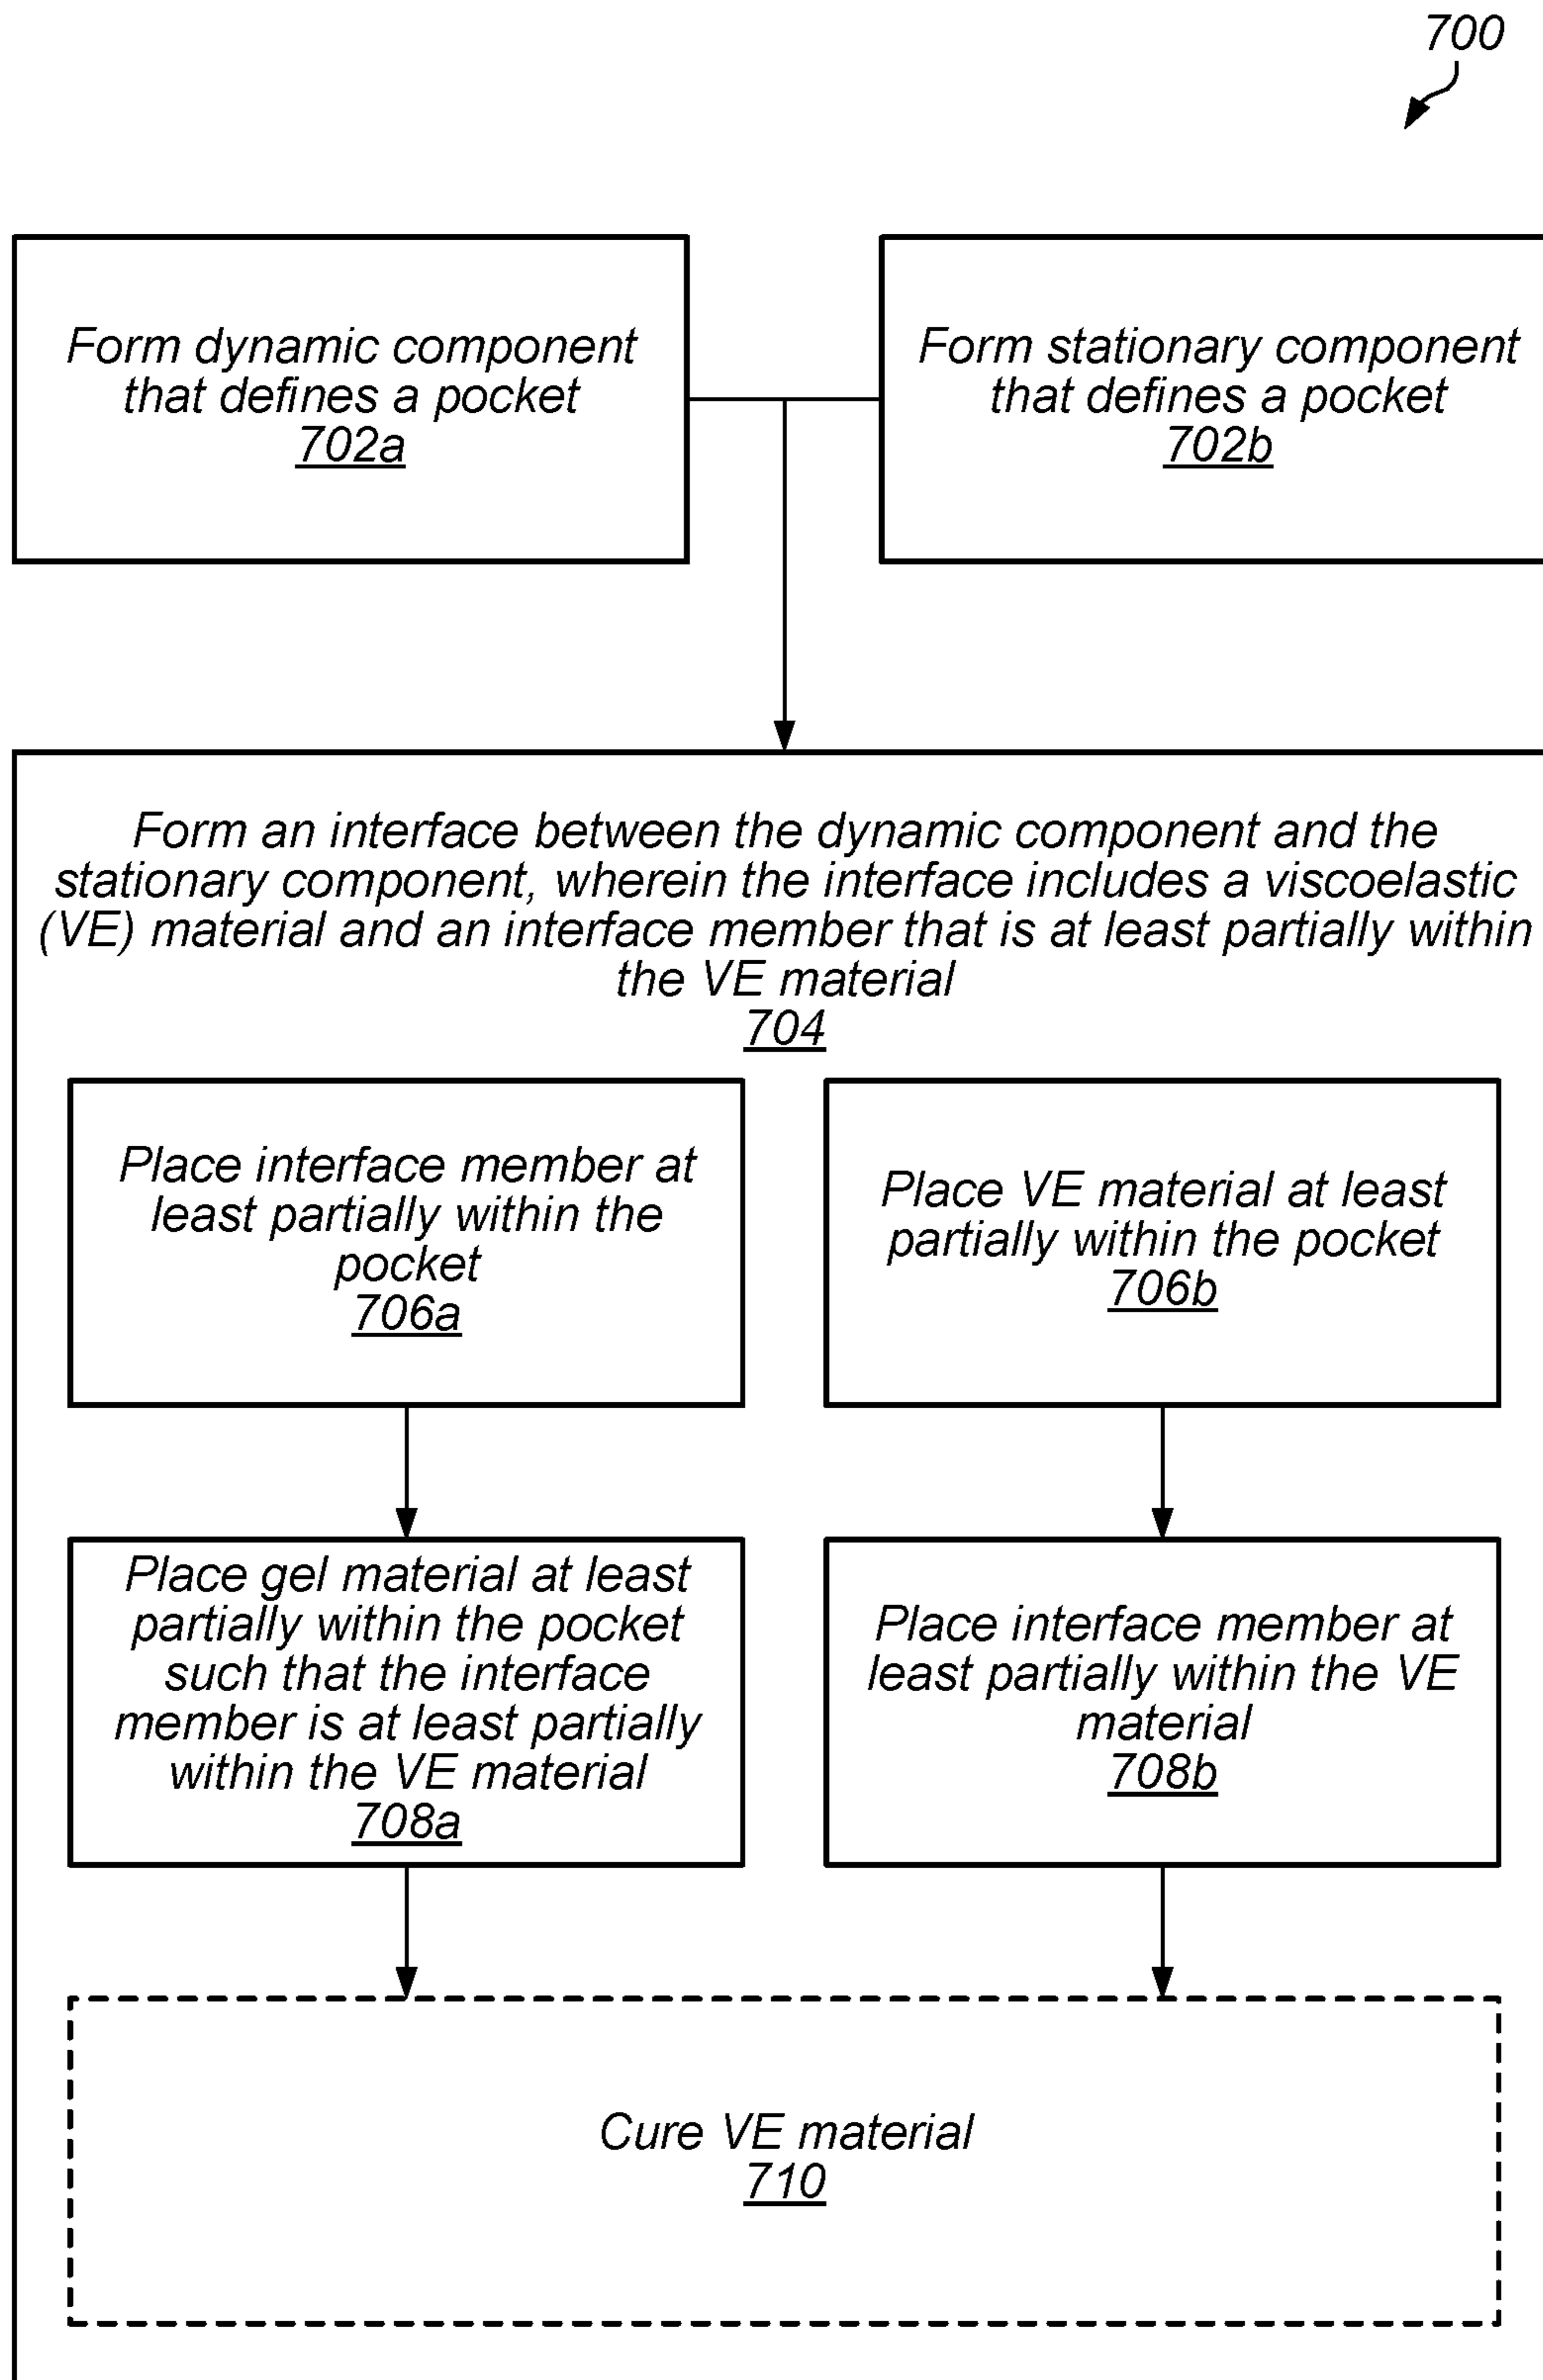 700
Form dynamic component
that defines a pocket
702a
Form stationary component
that defines a pocket
702b
Form an interface between the dynamic component and the
stationary component, wherein the interface includes a viscoelastic
(VE) material and an interface member that is at least partially within
the VE material
704
Place interface member at
least partially within the
pocket
706a
Place VE material at least
partially within the pocket
706b
Place gel material at least
partially within the pocket
such that the interface
member is at least partially
within the VE material
708a
Place interface member at
least partially within the VE
material
708b
Cure VE material
710